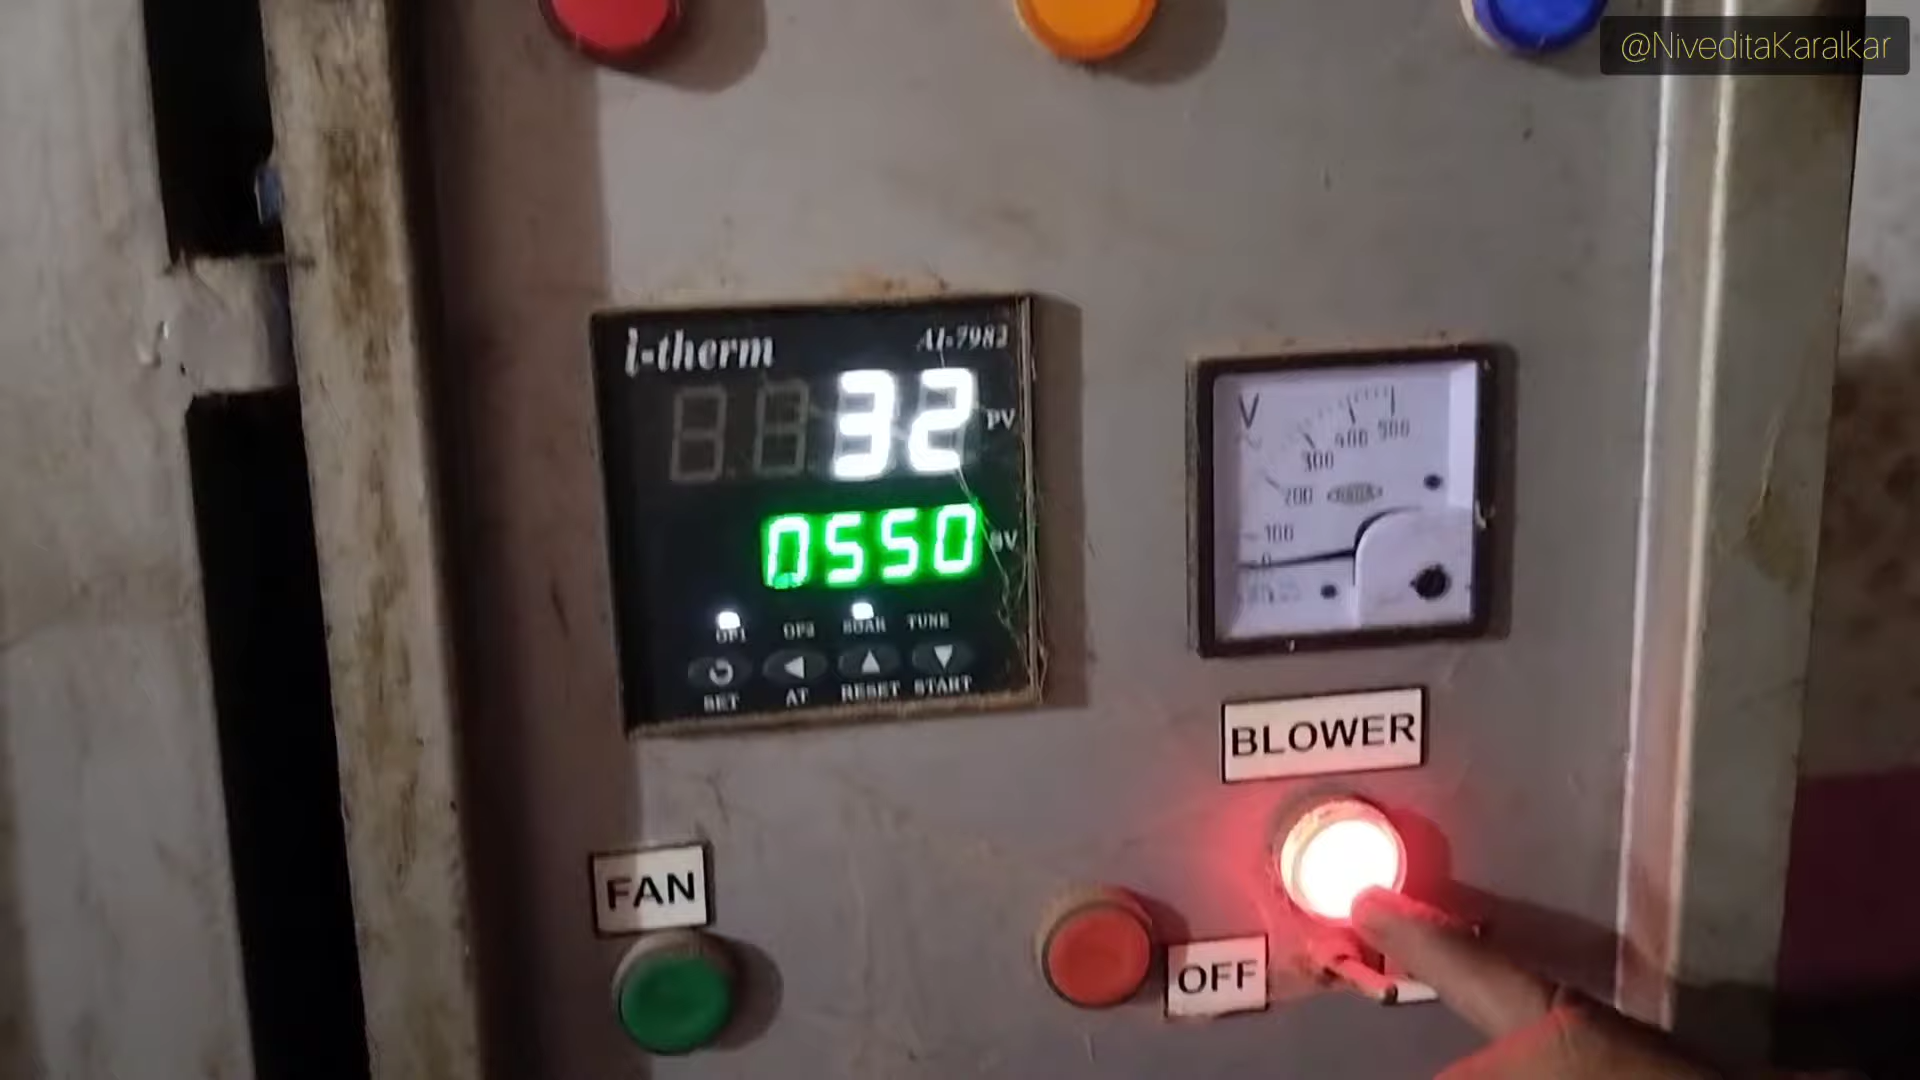 @NiveditaKaralkar
i-therm AI-7982
32 PV
0550 SV
OP1 OP2 SOAK TUNE
SET AT RESET START
V
500
400
300
200
100
0
BLOWER
FAN
OFF